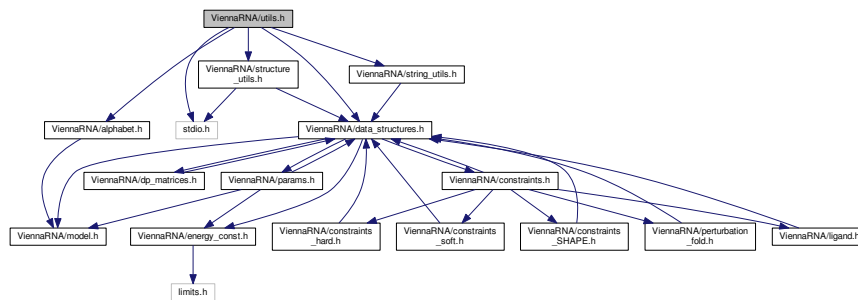 ViennaRNA/utils.h
ViennaRNA/structure
_utils.h
ViennaRNA/string_utils.h
ViennaRNA/alphabet.h
stdio.h
ViennaRNA/data_structures.h
ViennaRNA/dp_matrices.h
ViennaRNA/params.h
ViennaRNA/constraints.h
ViennaRNA/model.h
ViennaRNA/energy_const.h
ViennaRNA/constraints
_hard.h
ViennaRNA/constraints
_soft.h
ViennaRNA/constraints
_SHAPE.h
ViennaRNA/perturbation
_fold.h
ViennaRNA/ligand.h
limits.h